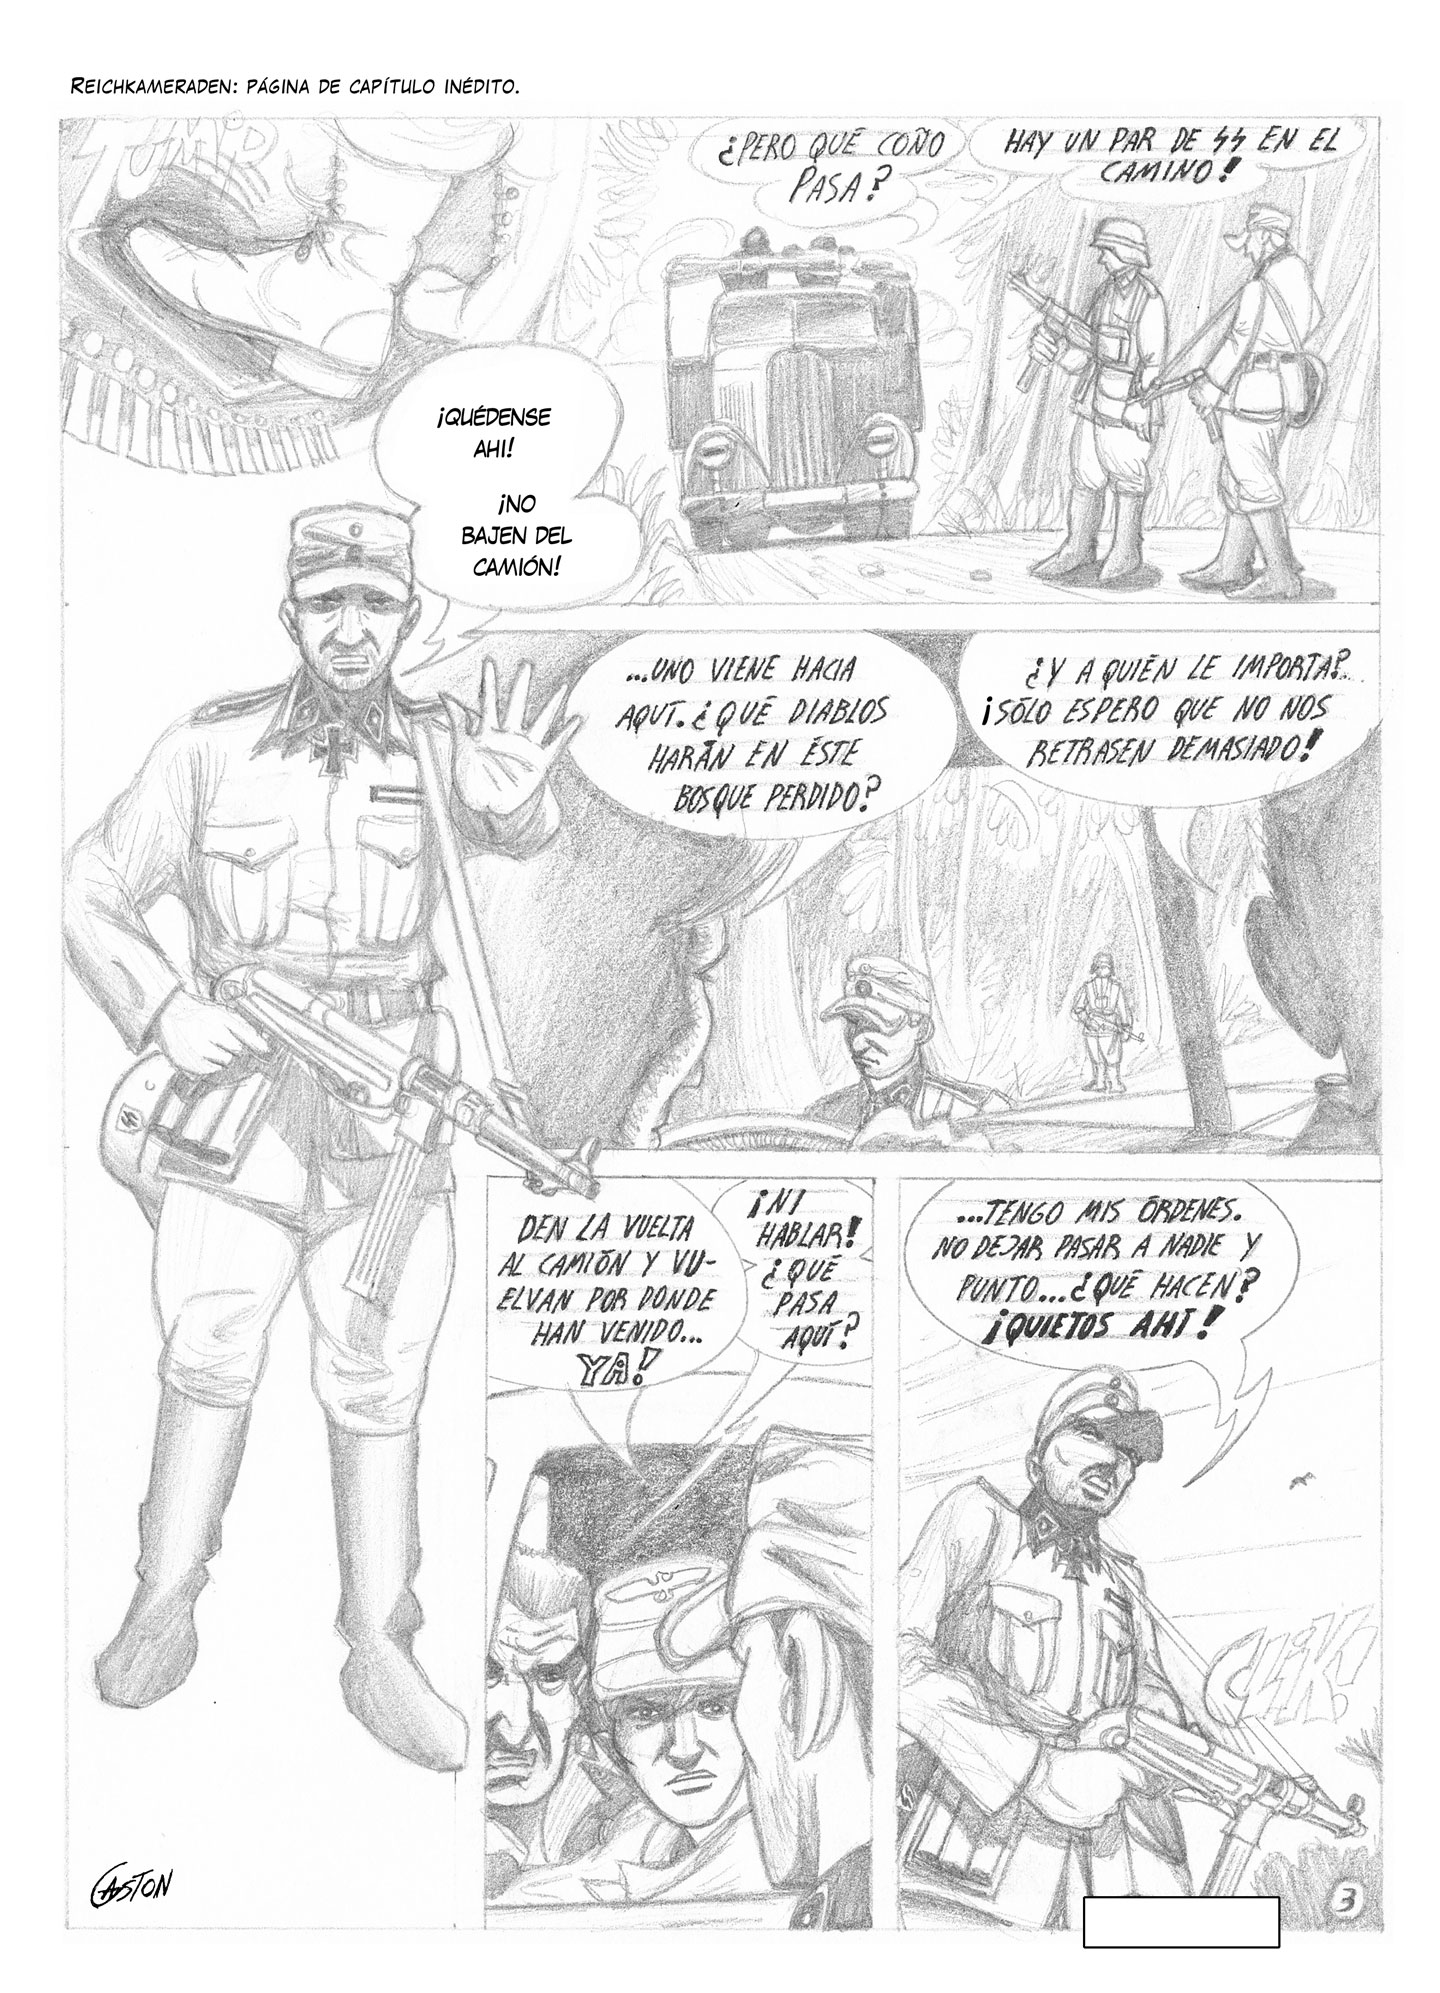 REICHKAMERADEN: PÁGINA DE CAPÍTULO INÉDITO.
TUMP
¿PERO QUÉ COÑO
PASA?
HAY UN PAR DE SS EN EL
CAMINO!
¡QUÉDENSE
AHI!
¡NO
BAJEN DEL
CAMIÓN!
...UNO VIENE HACIA
AQUÍ. ¿QUÉ DIABLOS
HARÁN EN ÉSTE
BOSQUE PERDIDO?
¿Y A QUIÉN LE IMPORTA?..
¡SÓLO ESPERO QUE NO NOS
RETRASEN DEMASIADO!
DEN LA VUELTA
AL CAMIÓN Y VU-
ELVAN POR DONDE
HAN VENIDO...
YA!
¡NI
HABLAR!
¿QUÉ
PASA
AQUÍ?
...TENGO MIS ÓRDENES.
NO DEJAR PASAR A NADIE Y
PUNTO... ¿QUÉ HACEN?
¡QUIETOS AHÍ!
CLIK!
GASTON
3